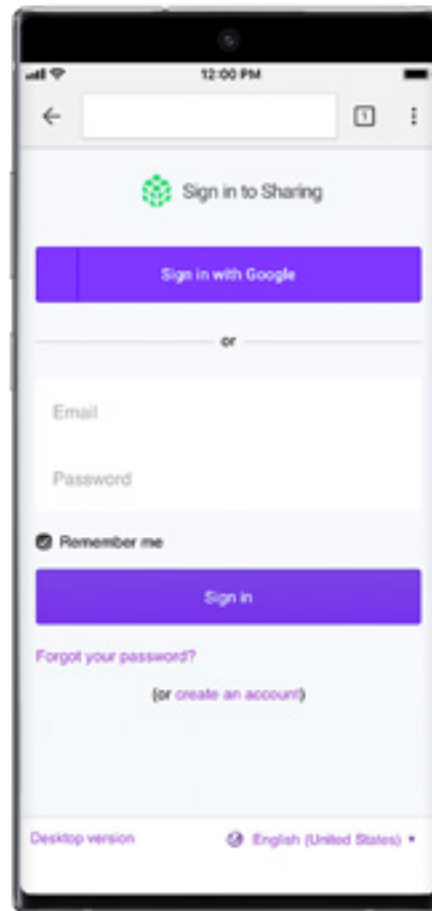 12:00 PM
1
Sign in to Sharing
Sign in with Google
or
Email
Password
Remember me
Sign in
Forgot your password?
(or create an account)
Desktop version English (United States)